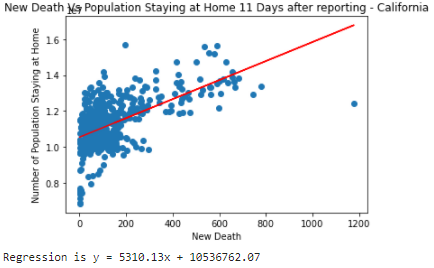 New Death Vs Population Staying at Home 11 Days after reporting - California
1e7
1.6
1.4
1.2
1.0
0.8
Number of Population Staying at Home
0
200
400
600
800
1000
1200
New Death
Regression is y = 5310.13x + 10536762.07